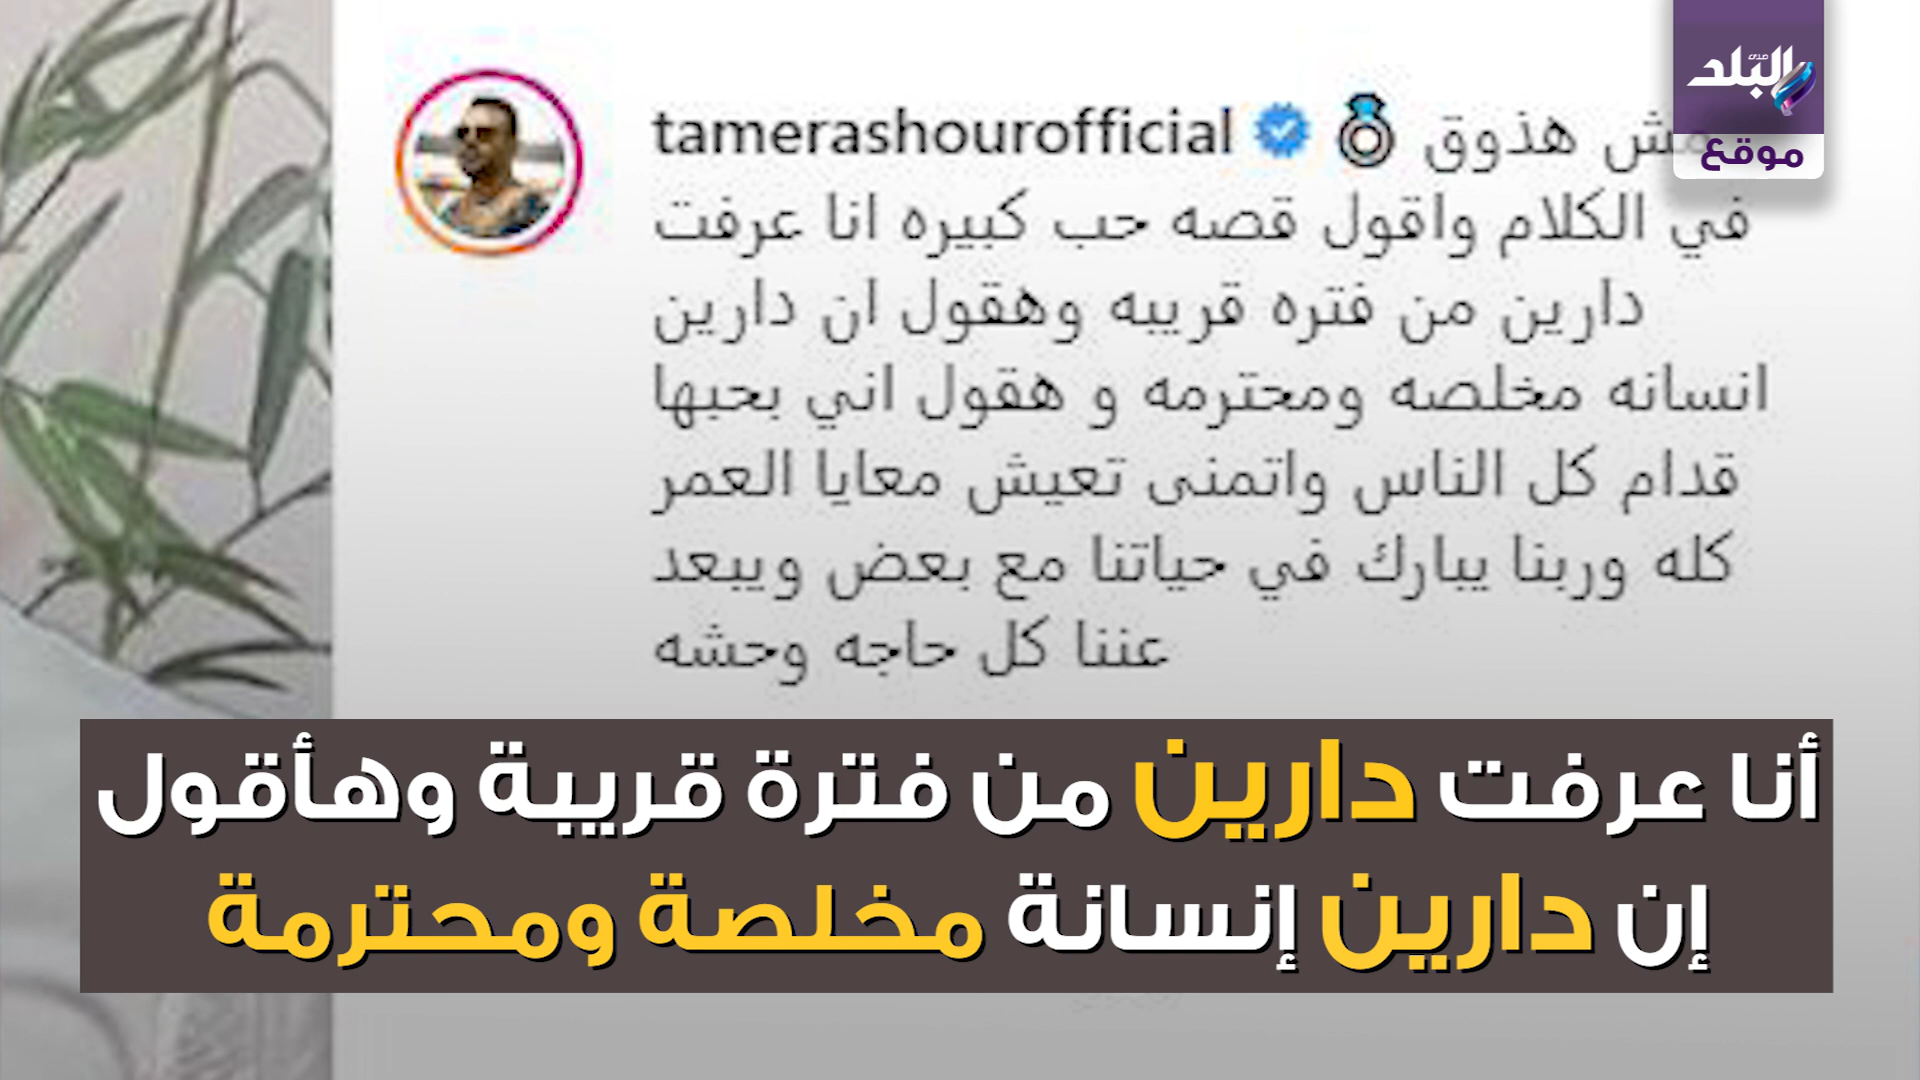 صدى البلد
موقع
tamerashourofficial 💍 مش هذوق
في الكلام واقول قصه حب كبيره انا عرفت
دارين من فتره قريبه وهقول ان دارين
انسانه مخلصه ومحترمه و هقول اني بحبها
قدام كل الناس واتمنى تعيش معايا العمر
كله وربنا يبارك في حياتنا مع بعض ويبعد
عننا كل حاجه وحشه
أنا عرفت دارين من فترة قريبة وهأقول
إن دارين إنسانة مخلصة ومحترمة